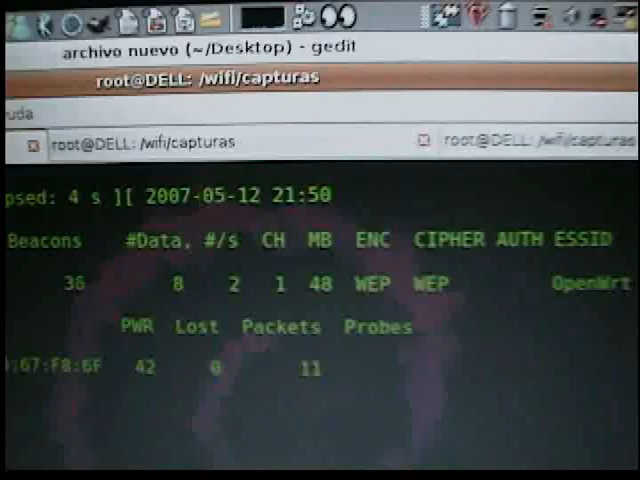 archivo nuevo (~/Desktop) - gedit
root@DELL: /wifi/capturas
uda
root@DELL: /wifi/capturas root@DELL: /wifi/capturas
psed: 4 s ][ 2007-05-12 21:50
Beacons #Data, #/s CH MB ENC CIPHER AUTH ESSID
36 8 2 1 48 WEP WEP OpenWrt
PWR Lost Packets Probes
:67:F8:6F 42 0 11